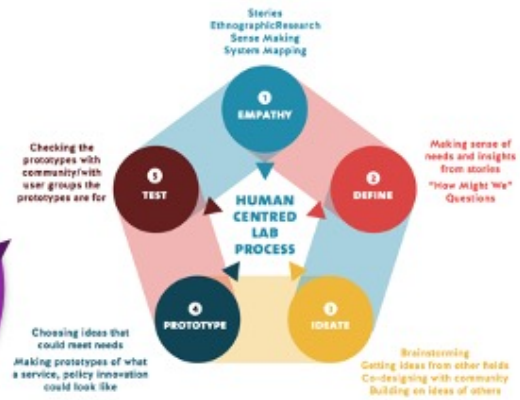 Stories
EthnographicResearch
Sense Making
System Mapping
1
EMPATHY
Making sense of
needs and insights
from stories
"How Might We"
Questions
2
DEFINE
3
IDEATE
Brainstorming
Getting ideas from other fields
Co-designing with community
Building on ideas of others
4
PROTOTYPE
Choosing ideas that
could meet needs
Making prototypes of what
a service, policy innovation
could look like
5
TEST
Checking the
prototypes with
community/with
user groups the
prototypes are for
HUMAN
CENTRED
LAB
PROCESS